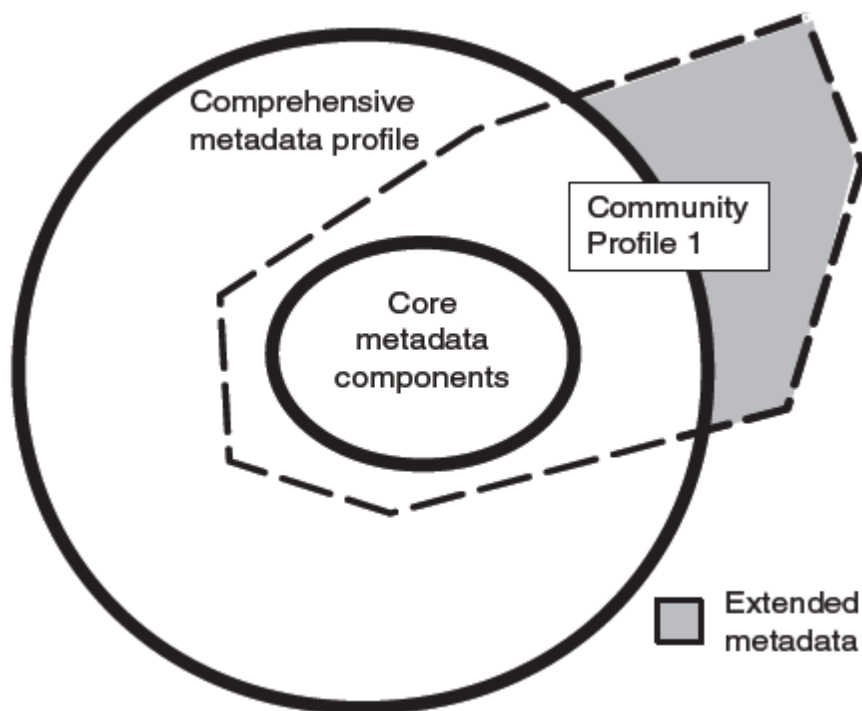 Comprehensive
metadata profile
Community
Profile 1
Core
metadata
components
Extended
metadata